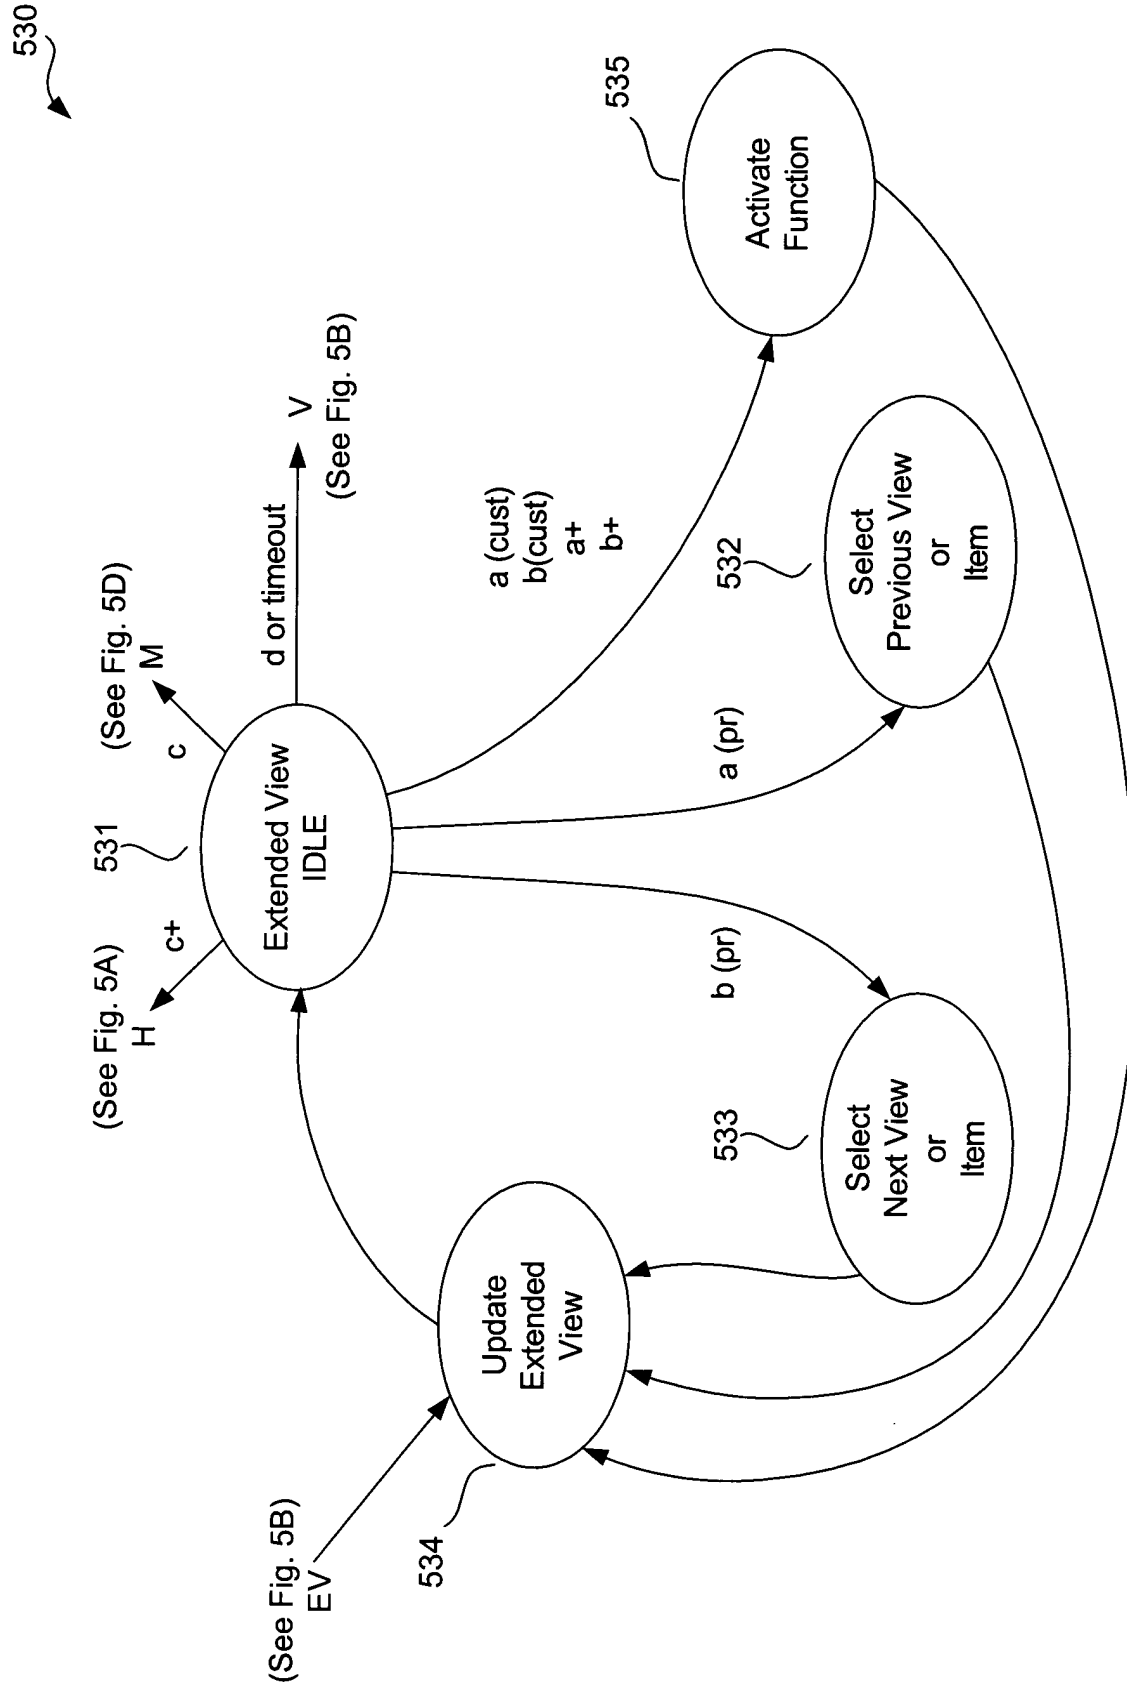 530
(See Fig. 5A)
H
c+
531
(See Fig. 5D)
M
c
Extended View
IDLE
d or timeout
V
(See Fig. 5B)
(See Fig. 5B)
EV
534
Update
Extended
View
a (cust)
b(cust)
a+
b+
535
Activate
Function
b (pr)
a (pr)
533
Select
Next View
or
Item
532
Select
Previous View
or
Item